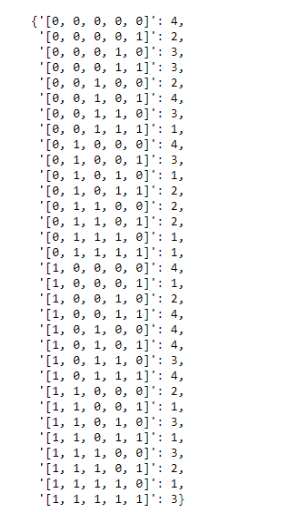 {'[0, 0, 0, 0, 0]': 4,
'[0, 0, 0, 0, 1]': 2,
'[0, 0, 0, 1, 0]': 3,
'[0, 0, 0, 1, 1]': 3,
'[0, 0, 1, 0, 0]': 2,
'[0, 0, 1, 0, 1]': 4,
'[0, 0, 1, 1, 0]': 3,
'[0, 0, 1, 1, 1]': 1,
'[0, 1, 0, 0, 0]': 4,
'[0, 1, 0, 0, 1]': 3,
'[0, 1, 0, 1, 0]': 1,
'[0, 1, 0, 1, 1]': 2,
'[0, 1, 1, 0, 0]': 2,
'[0, 1, 1, 0, 1]': 2,
'[0, 1, 1, 1, 0]': 1,
'[0, 1, 1, 1, 1]': 1,
'[1, 0, 0, 0, 0]': 4,
'[1, 0, 0, 0, 1]': 1,
'[1, 0, 0, 1, 0]': 2,
'[1, 0, 0, 1, 1]': 4,
'[1, 0, 1, 0, 0]': 4,
'[1, 0, 1, 0, 1]': 4,
'[1, 0, 1, 1, 0]': 3,
'[1, 0, 1, 1, 1]': 4,
'[1, 1, 0, 0, 0]': 2,
'[1, 1, 0, 0, 1]': 1,
'[1, 1, 0, 1, 0]': 3,
'[1, 1, 0, 1, 1]': 1,
'[1, 1, 1, 0, 0]': 3,
'[1, 1, 1, 0, 1]': 2,
'[1, 1, 1, 1, 0]': 1,
'[1, 1, 1, 1, 1]': 3}